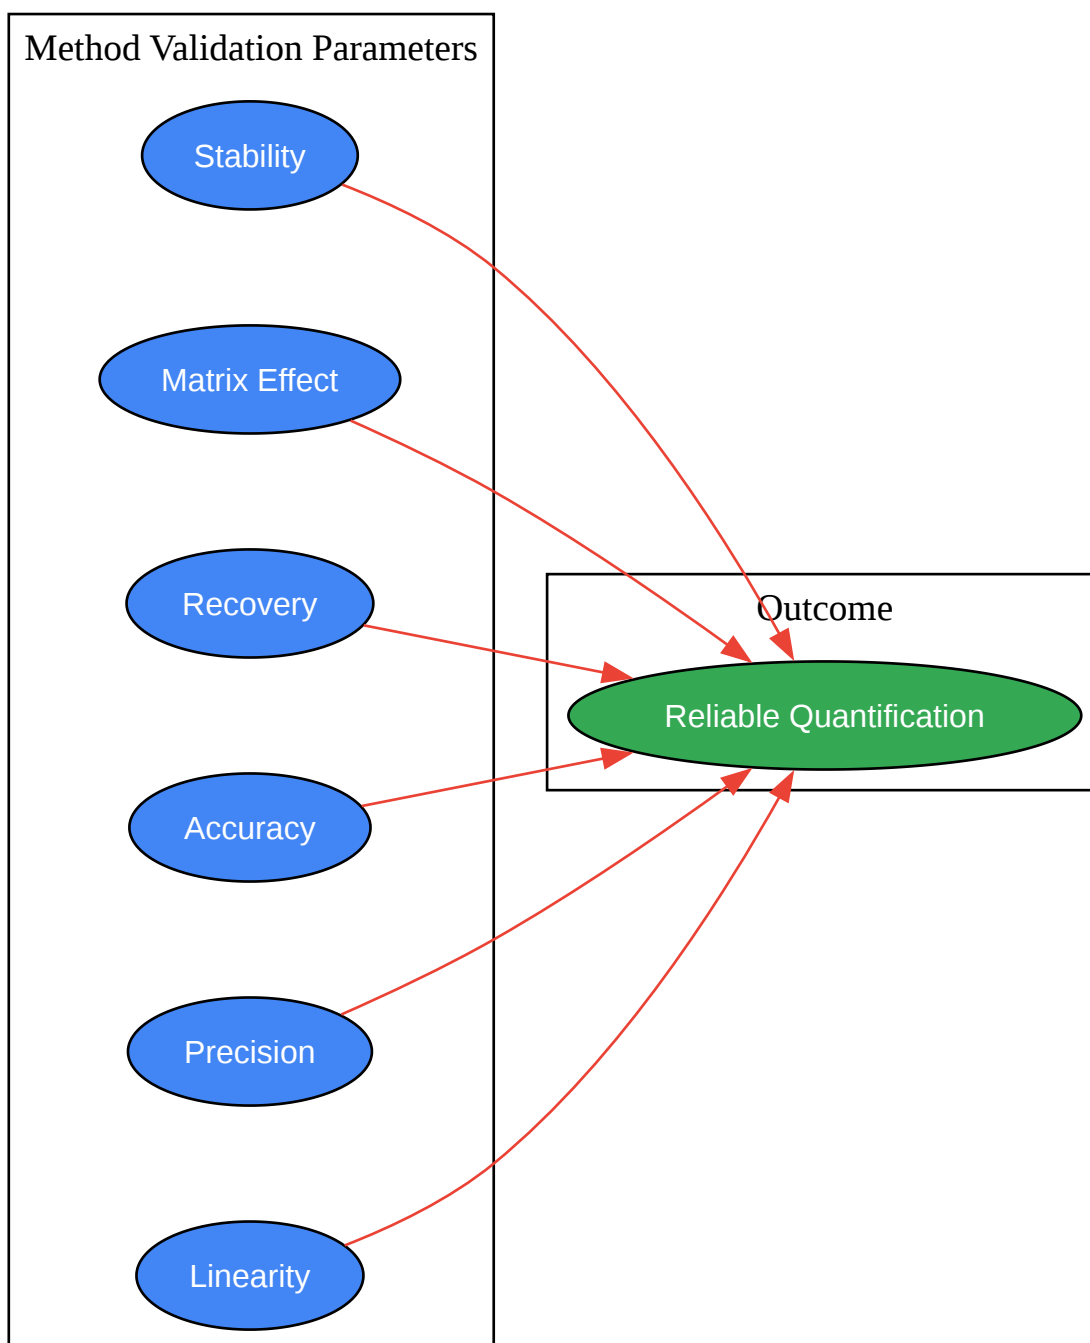 Method Validation Parameters
Stability
Matrix Effect
Recovery
Accuracy
Precision
Linearity
Outcome
Reliable Quantification